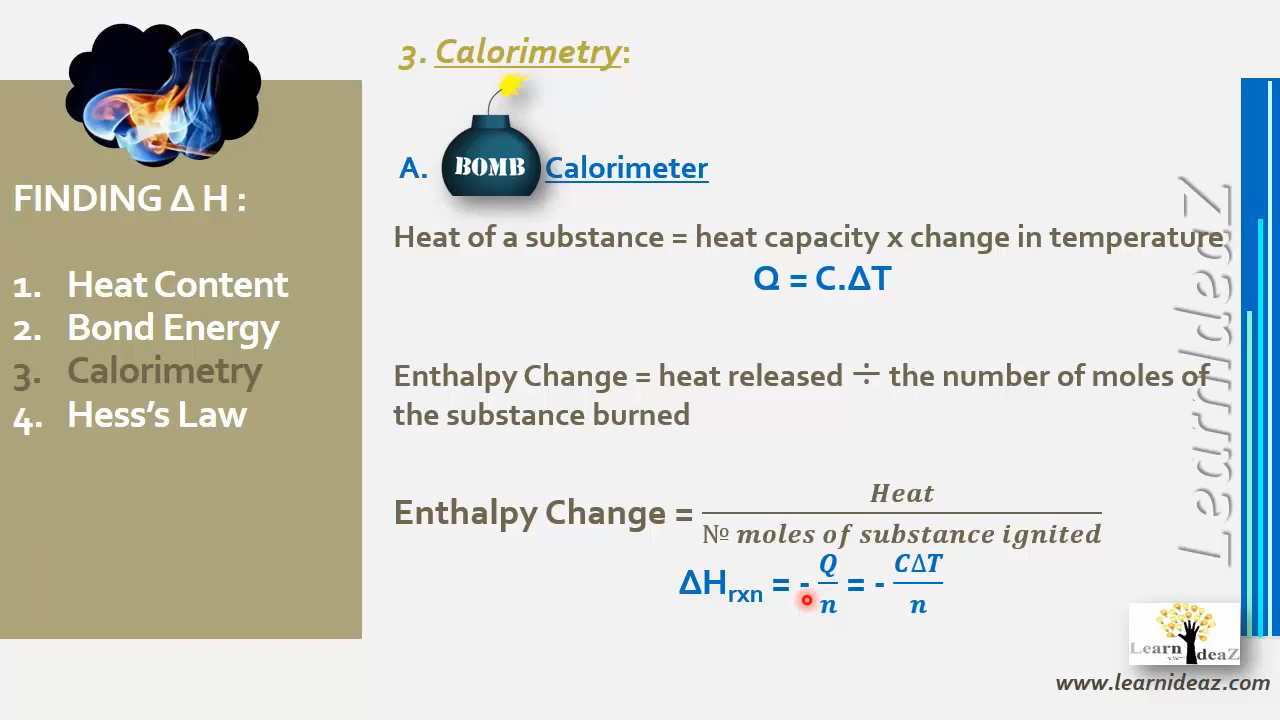 FINDING Δ H :
1. Heat Content
2. Bond Energy
3. Calorimetry
4. Hess's Law
3. Calorimetry:
A. BOMB Calorimeter
Heat of a substance = heat capacity x change in temperature
Q = C.ΔT
Enthalpy Change = heat released ÷ the number of moles of
the substance burned
Enthalpy Change = Heat / № moles of substance ignited
ΔHrxn = - Q/n = - CΔT/n
LearnIdeaZ
Learn IdeaZ
www.learnideaz.com